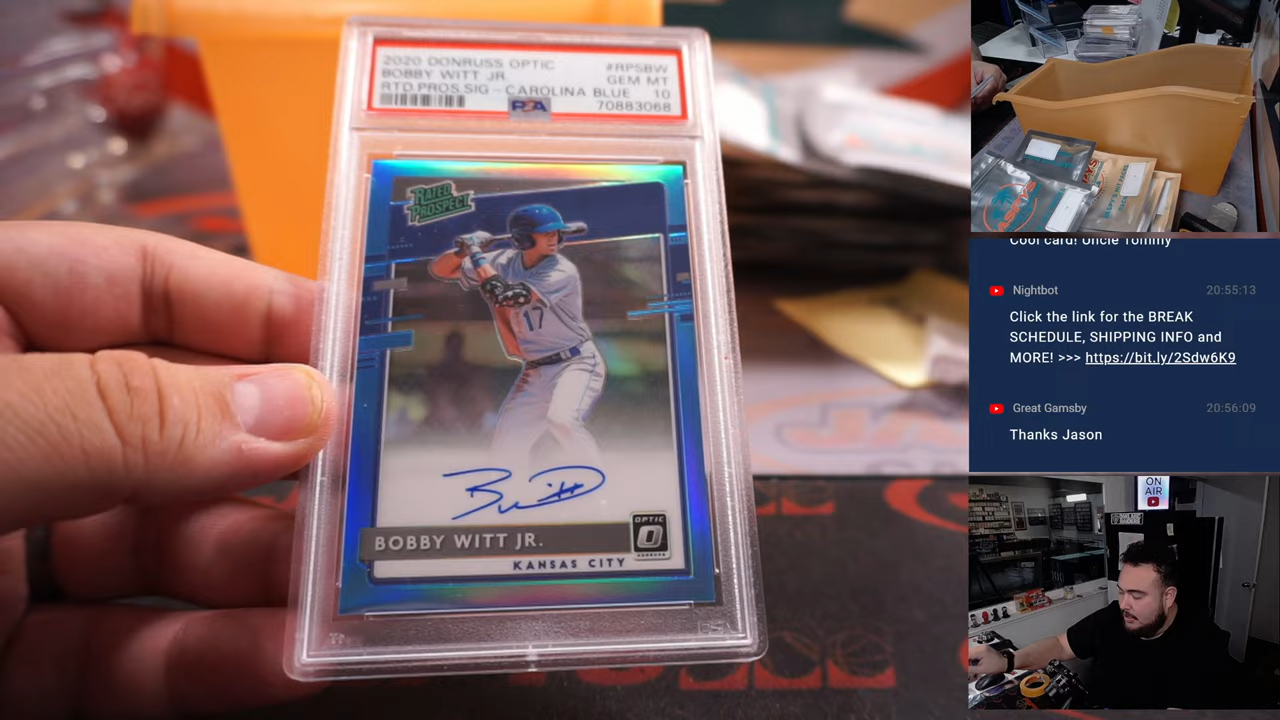 2020 DONRUSS OPTIC #RPSBW
BOBBY WITT JR. GEM MT
RTD.PROS.SIG-CAROLINA BLUE 10
PSA 70883068
RATED
PROSPECT
17
BOBBY WITT JR.
OPTIC
KANSAS CITY
Cool card! Uncle Tommy
Nightbot 20:55:13
Click the link for the BREAK
SCHEDULE, SHIPPING INFO and
MORE! >>> https://bit.ly/2Sdw6K9
Great Gamsby 20:56:09
Thanks Jason
ON
AIR